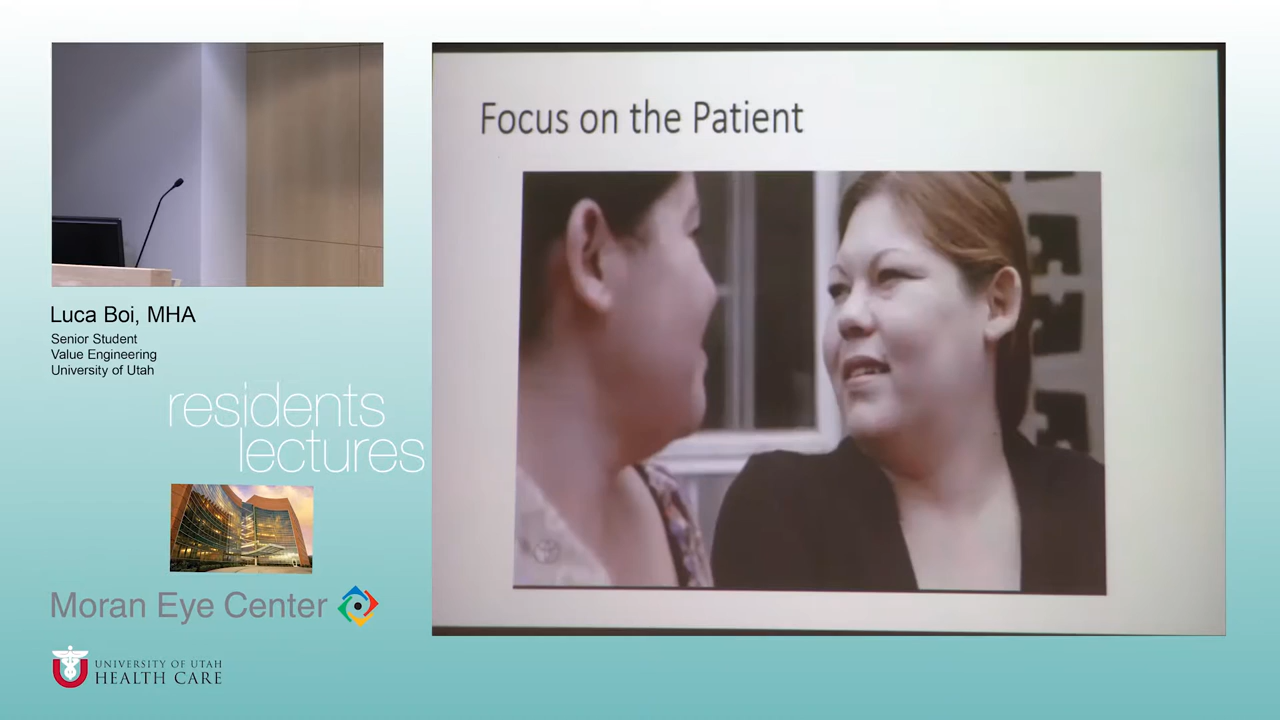 Focus on the Patient
Luca Boi, MHA
Senior Student
Value Engineering
University of Utah
residents
lectures
Moran Eye Center
UNIVERSITY OF UTAH
HEALTH CARE